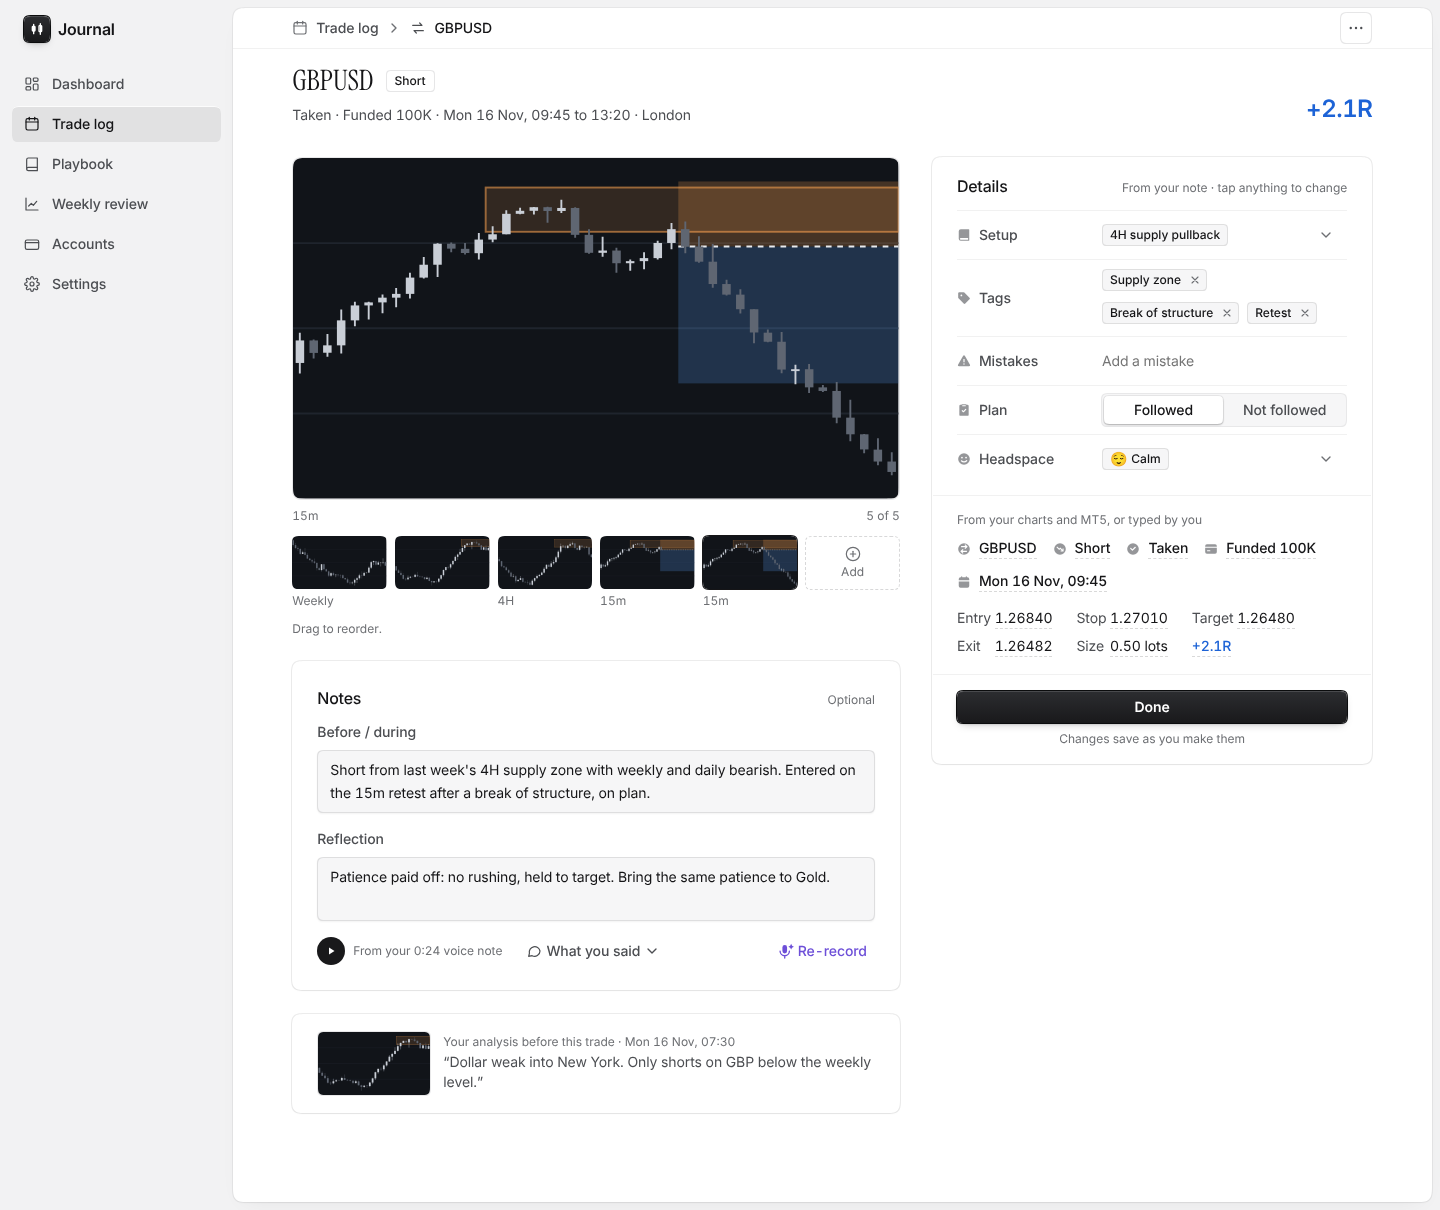 Journal
Dashboard
Trade log
Playbook
Weekly review
Accounts
Settings
Trade log
GBPUSD
GBPUSD
Short
Taken · Funded 100K · Mon 16 Nov, 09:45 to 13:20 · London
+2.1R
15m
5 of 5
Weekly
4H
15m
15m
Add
Drag to reorder.
Notes
Optional
Before / during
Short from last week's 4H supply zone with weekly and daily bearish. Entered on
the 15m retest after a break of structure, on plan.
Reflection
Patience paid off: no rushing, held to target. Bring the same patience to Gold.
From your 0:24 voice note
What you said
Re-record
Your analysis before this trade · Mon 16 Nov, 07:30
“Dollar weak into New York. Only shorts on GBP below the weekly
level.”
Details
From your note · tap anything to change
Setup
4H supply pullback
Tags
Supply zone
Break of structure
Retest
Mistakes
Add a mistake
Plan
Followed
Not followed
Headspace
Calm
From your charts and MT5, or typed by you
GBPUSD
Short
Taken
Funded 100K
Mon 16 Nov, 09:45
Entry 1.26840
Stop 1.27010
Target 1.26480
Exit 1.26482
Size 0.50 lots
+2.1R
Done
Changes save as you make them